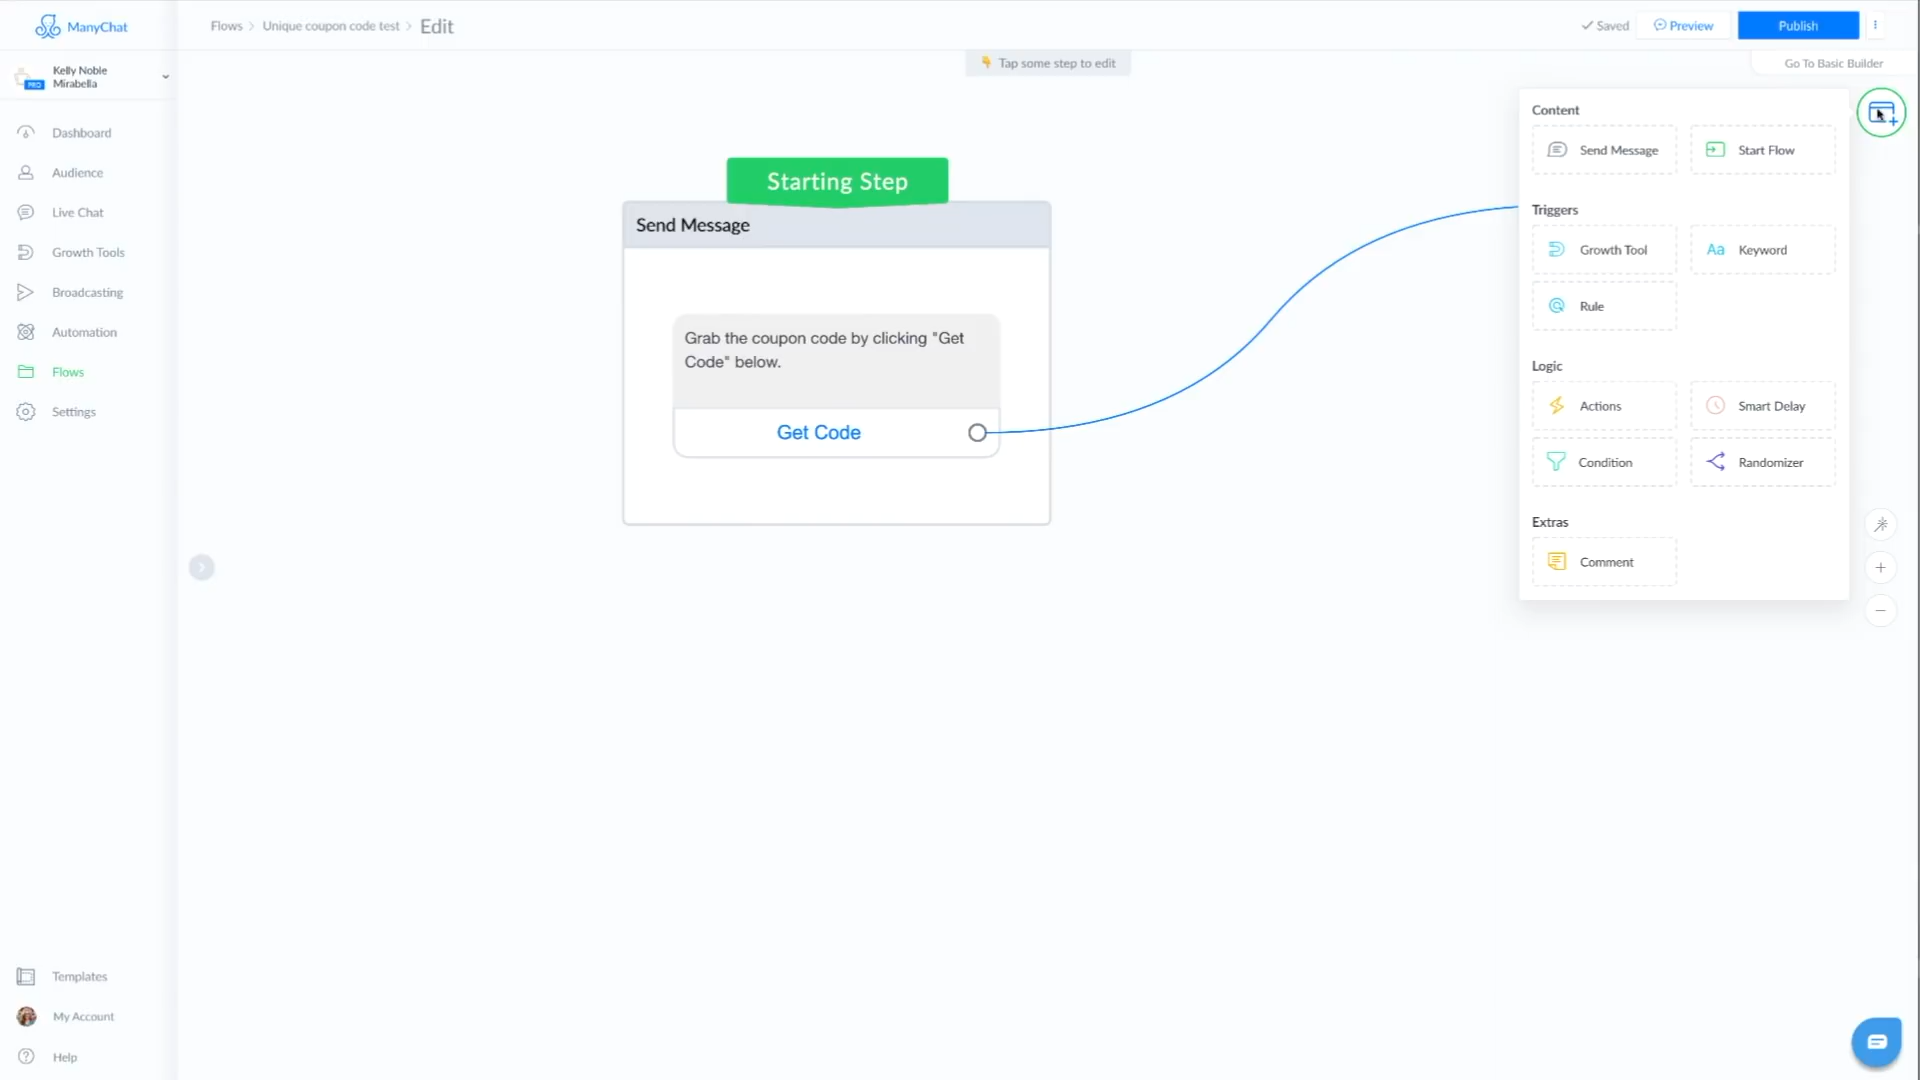 ManyChat
Flows > Unique coupon code test > Edit
Saved
Preview
Publish
Kelly Noble
Mirabella
PRO
Tap some step to edit
Go To Basic Builder
Dashboard
Audience
Live Chat
Growth Tools
Broadcasting
Automation
Flows
Settings
Templates
My Account
Help
Starting Step
Send Message
Grab the coupon code by clicking "Get
Code" below.
Get Code
Content
Send Message
Start Flow
Triggers
Growth Tool
Aa Keyword
Rule
Logic
Actions
Smart Delay
Condition
Randomizer
Extras
Comment